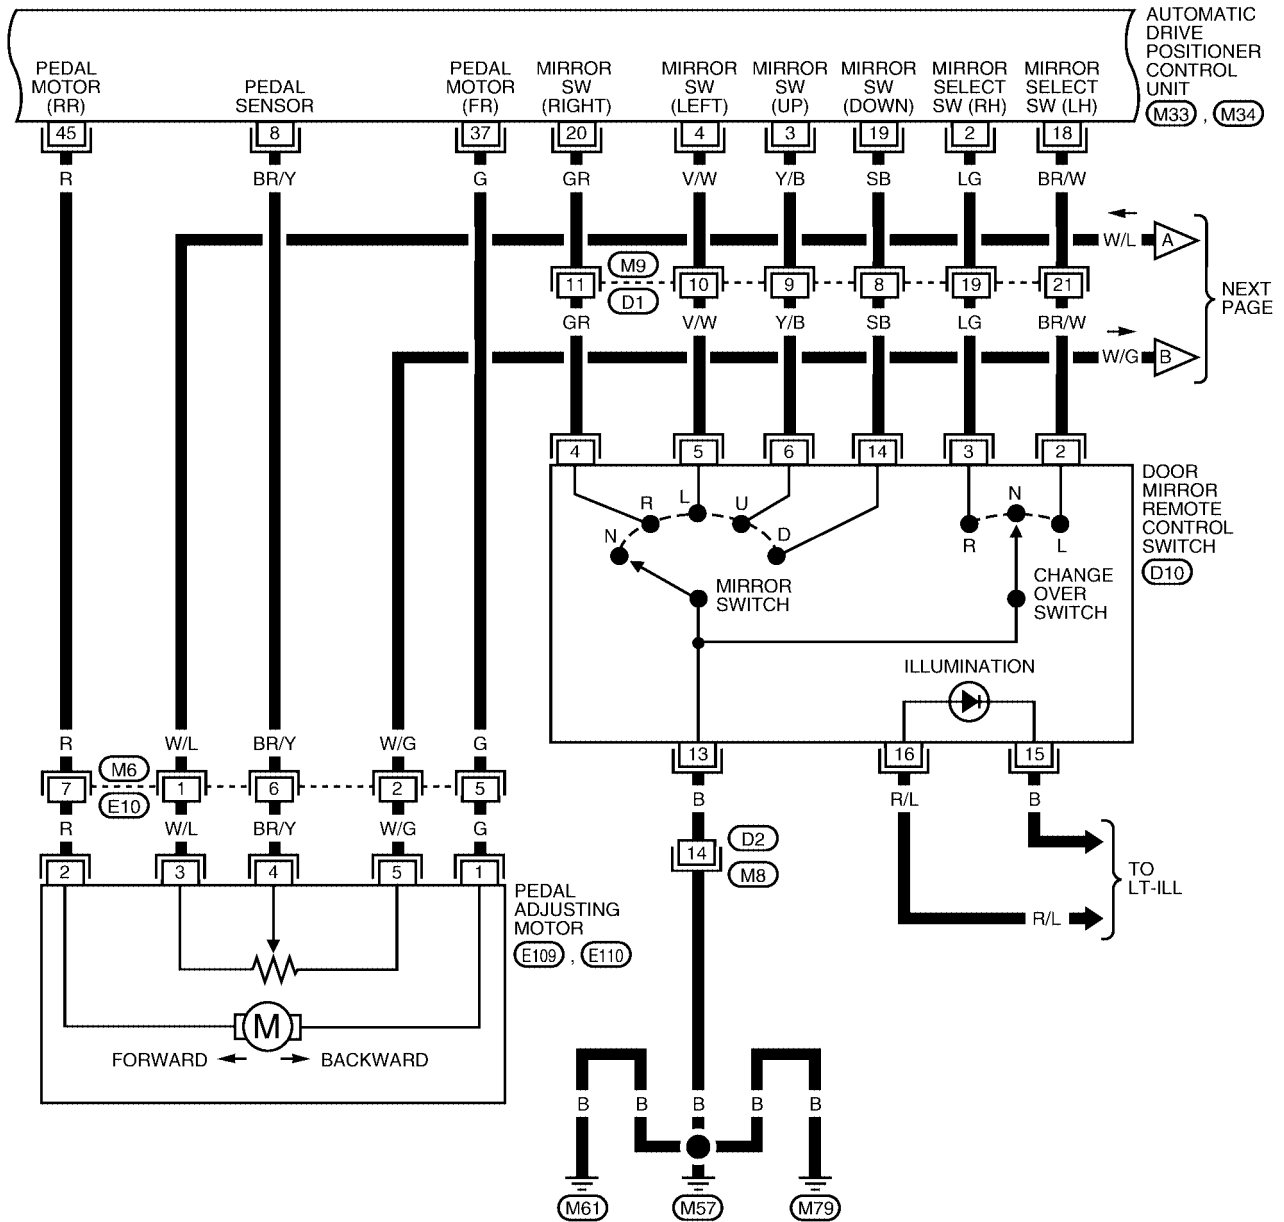 AUTOMATIC
DRIVE
POSITIONER
CONTROL
UNIT
M33 , M34
PEDAL
MOTOR
(RR)
PEDAL
SENSOR
PEDAL
MOTOR
(FR)
MIRROR
SW
(RIGHT)
MIRROR
SW
(LEFT)
MIRROR
SW
(UP)
MIRROR
SW
(DOWN)
MIRROR
SELECT
SW (RH)
MIRROR
SELECT
SW (LH)
45 8 37 20 4 3 19 2 18
R BR/Y G GR V/W Y/B SB LG BR/W
W/L A
M9
11 10 9 8 19 21
D1
NEXT
PAGE
GR V/W Y/B SB LG BR/W
W/G B
4 5 6 14 3 2
DOOR
MIRROR
REMOTE
CONTROL
SWITCH
D10
N R L U D
MIRROR
SWITCH
R N L
CHANGE
OVER
SWITCH
ILLUMINATION
R W/L BR/Y W/G G
13 16 15
M6
7 1 6 2 5
E10
B R/L B
R W/L BR/Y W/G G
D2
14
M8
2 3 4 5 1
TO
LT-ILL
R/L
PEDAL
ADJUSTING
MOTOR
E109 , E110
M
FORWARD BACKWARD
B B B B B
M61 M57 M79